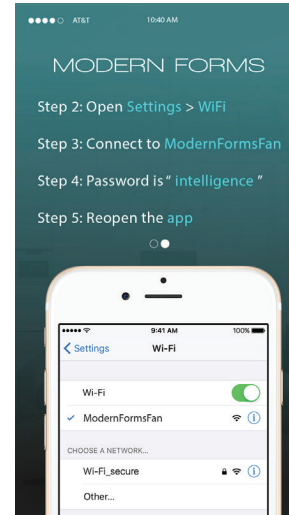 AT&T 10:40 AM
MODERN FORMS
Step 2: Open Settings > WiFi
Step 3: Connect to ModernFormsFan
Step 4: Password is “ intelligence ”
Step 5: Reopen the app
9:41 AM 100%
Settings Wi-Fi
Wi-Fi
ModernFormsFan
CHOOSE A NETWORK...
Wi-Fi_secure
Other...